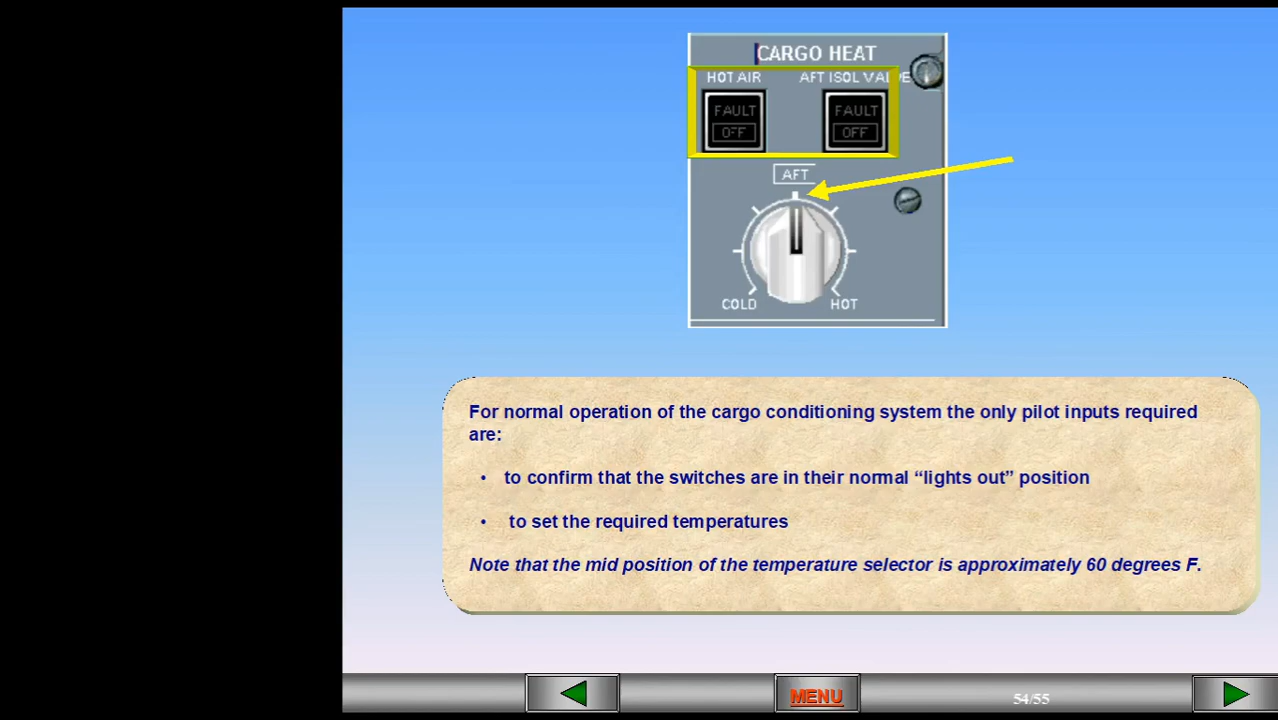 CARGO HEAT
HOT AIR AFT ISOL VALVE
FAULT FAULT
OFF OFF
AFT
COLD HOT
For normal operation of the cargo conditioning system the only pilot inputs required
are:
• to confirm that the switches are in their normal “lights out” position
• to set the required temperatures
Note that the mid position of the temperature selector is approximately 60 degrees F.
MENU 54/55